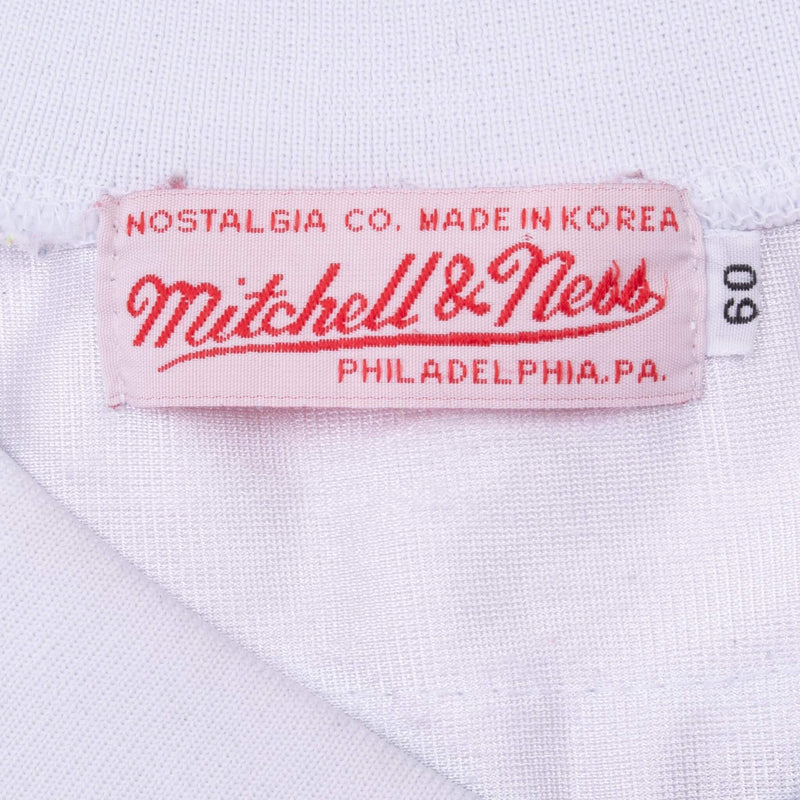 NOSTALGIA CO. MADE IN KOREA
Mitchell & Ness
PHILADELPHIA, PA.
60